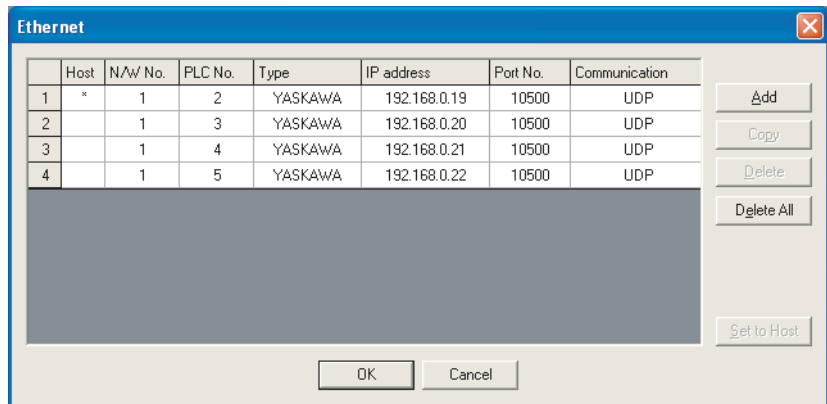 Ethernet
Host N/W No. PLC No. Type IP address Port No. Communication
1 * 1 2 YASKAWA 192.168.0.19 10500 UDP
2 1 3 YASKAWA 192.168.0.20 10500 UDP
3 1 4 YASKAWA 192.168.0.21 10500 UDP
4 1 5 YASKAWA 192.168.0.22 10500 UDP
Add
Copy
Delete
Delete All
Set to Host
OK Cancel